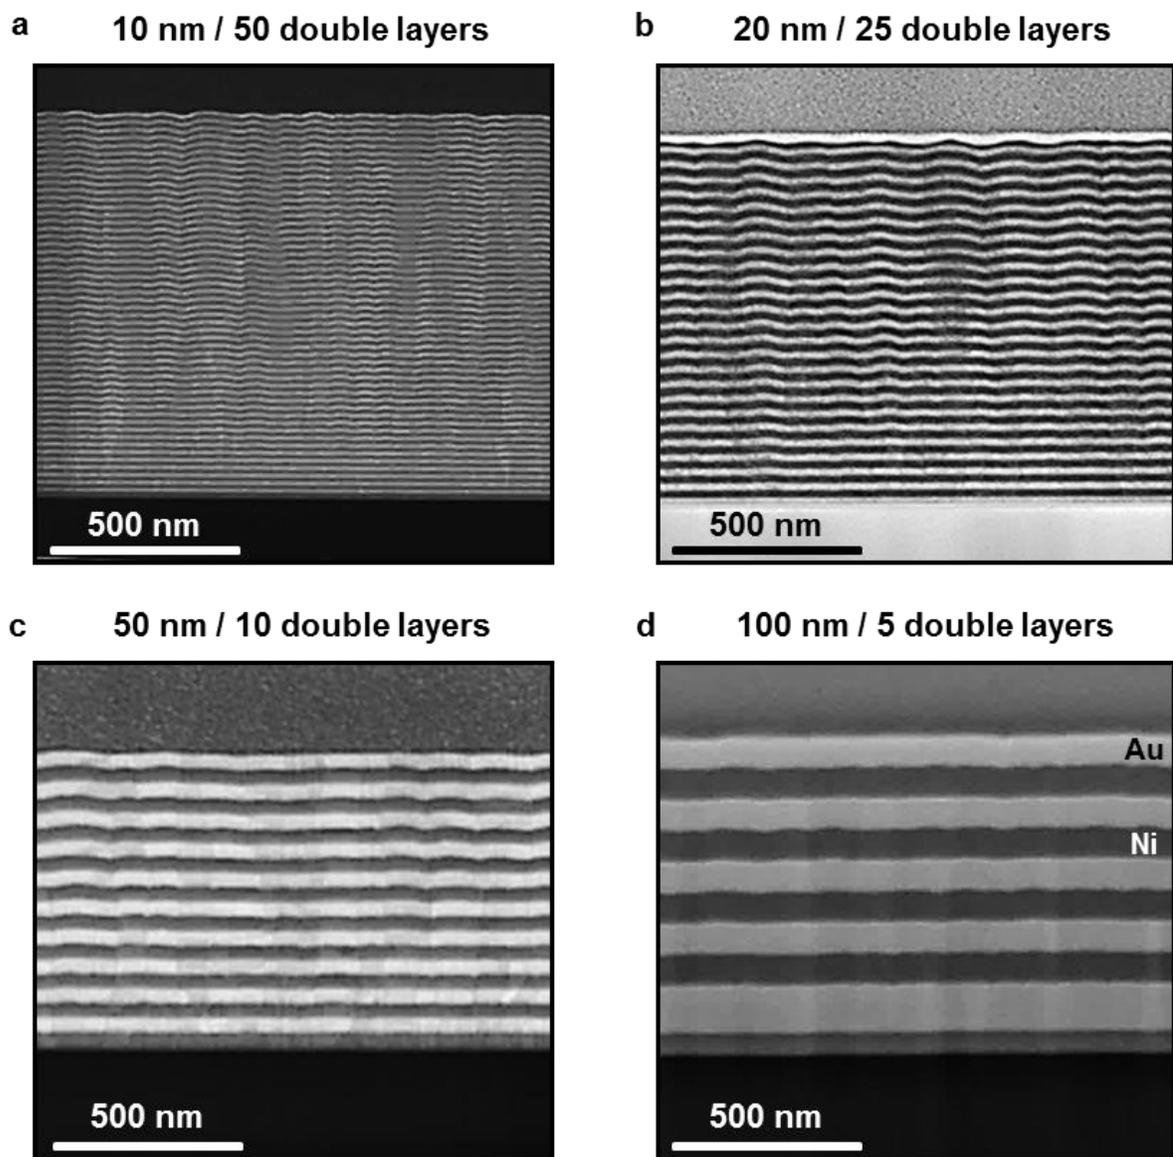 a 10 nm / 50 double layers
b 20 nm / 25 double layers
500 nm
500 nm
c 50 nm / 10 double layers
d 100 nm / 5 double layers
Au
Ni
500 nm
500 nm